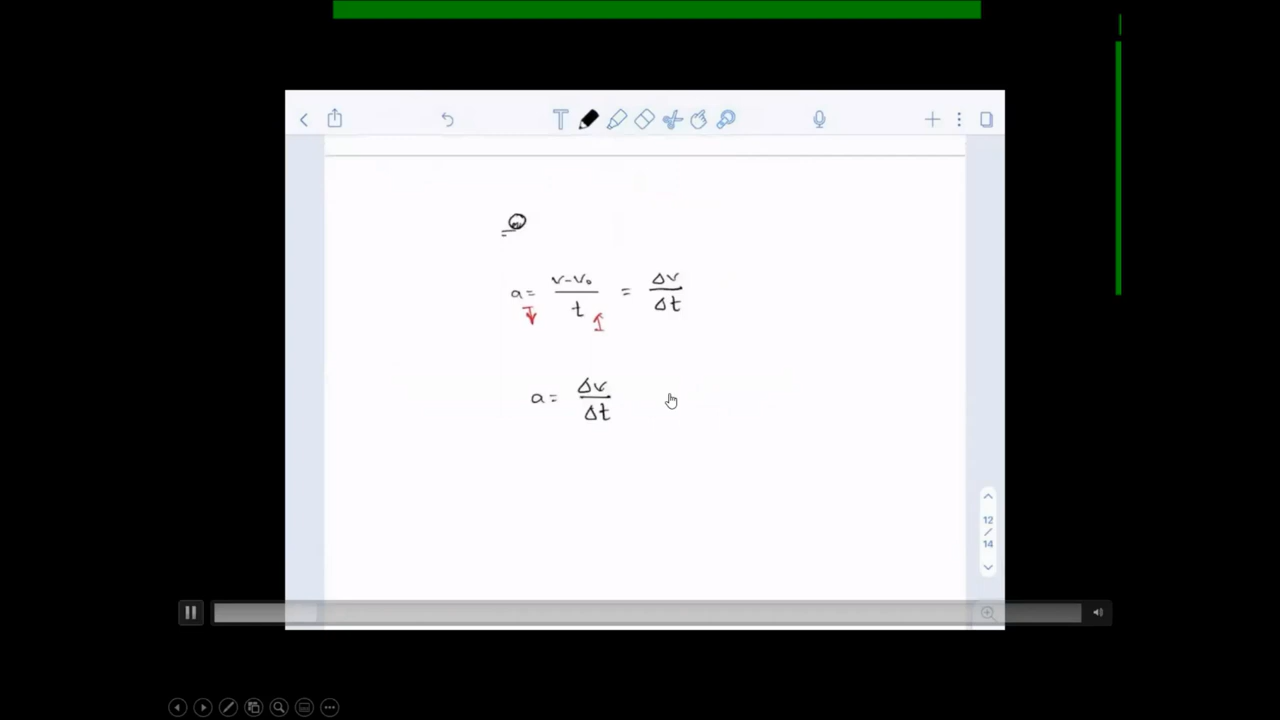 a = v-v₀ / t = Δv / Δt
a = Δv / Δt
12
/
14